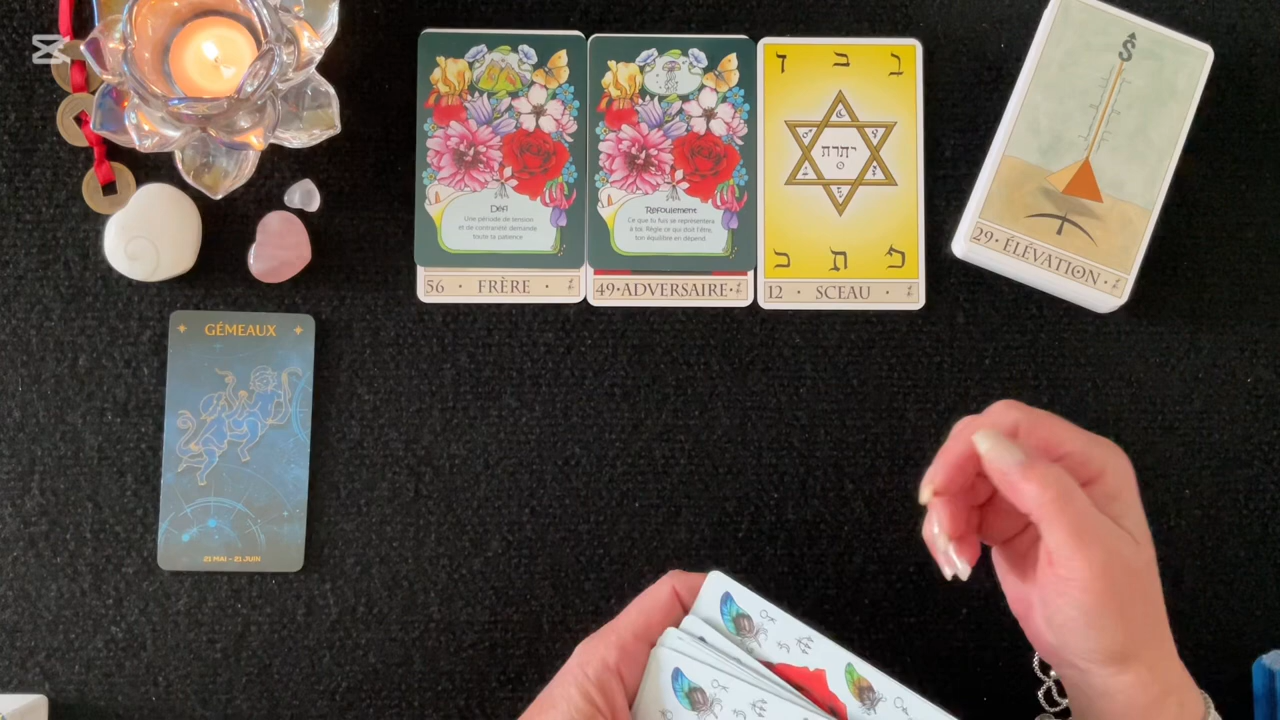 Défi
Une période de tension
et de contrariété demande
toute la patience
56 • FRÈRE •
Refoulement
Ce que tu fuis se représentera
à toi. Règle ce qui doit l'être,
ton équilibre en dépend.
49•ADVERSAIRE•
ד ב ב
יתרה
כ ת פ
12 • SCEAU •
29• ÉLÉVATION •
GÉMEAUX
21 MAI - 21 JUIN